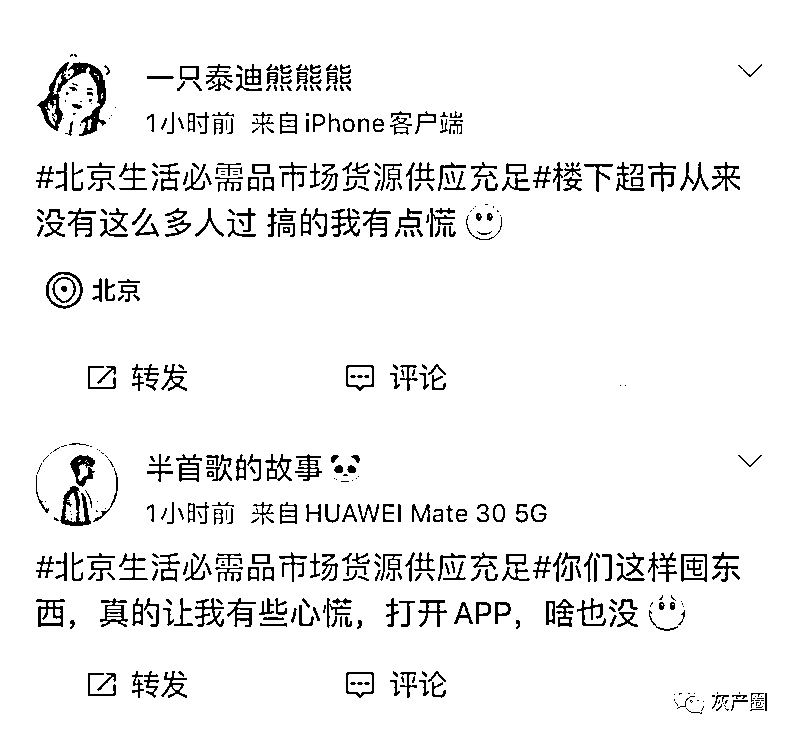 一只泰迪熊熊熊
1小时前 来自iPhone客户端
#北京生活必需品市场货源供应充足#楼下超市从来
没有这么多人过 搞的我有点慌
北京
转发 评论
半首歌的故事🐼
1小时前 来自HUAWEI Mate 30 5G
#北京生活必需品市场货源供应充足#你们这样囤东
西，真的让我有些心慌，打开APP，啥也没
转发 评论
灰产圈